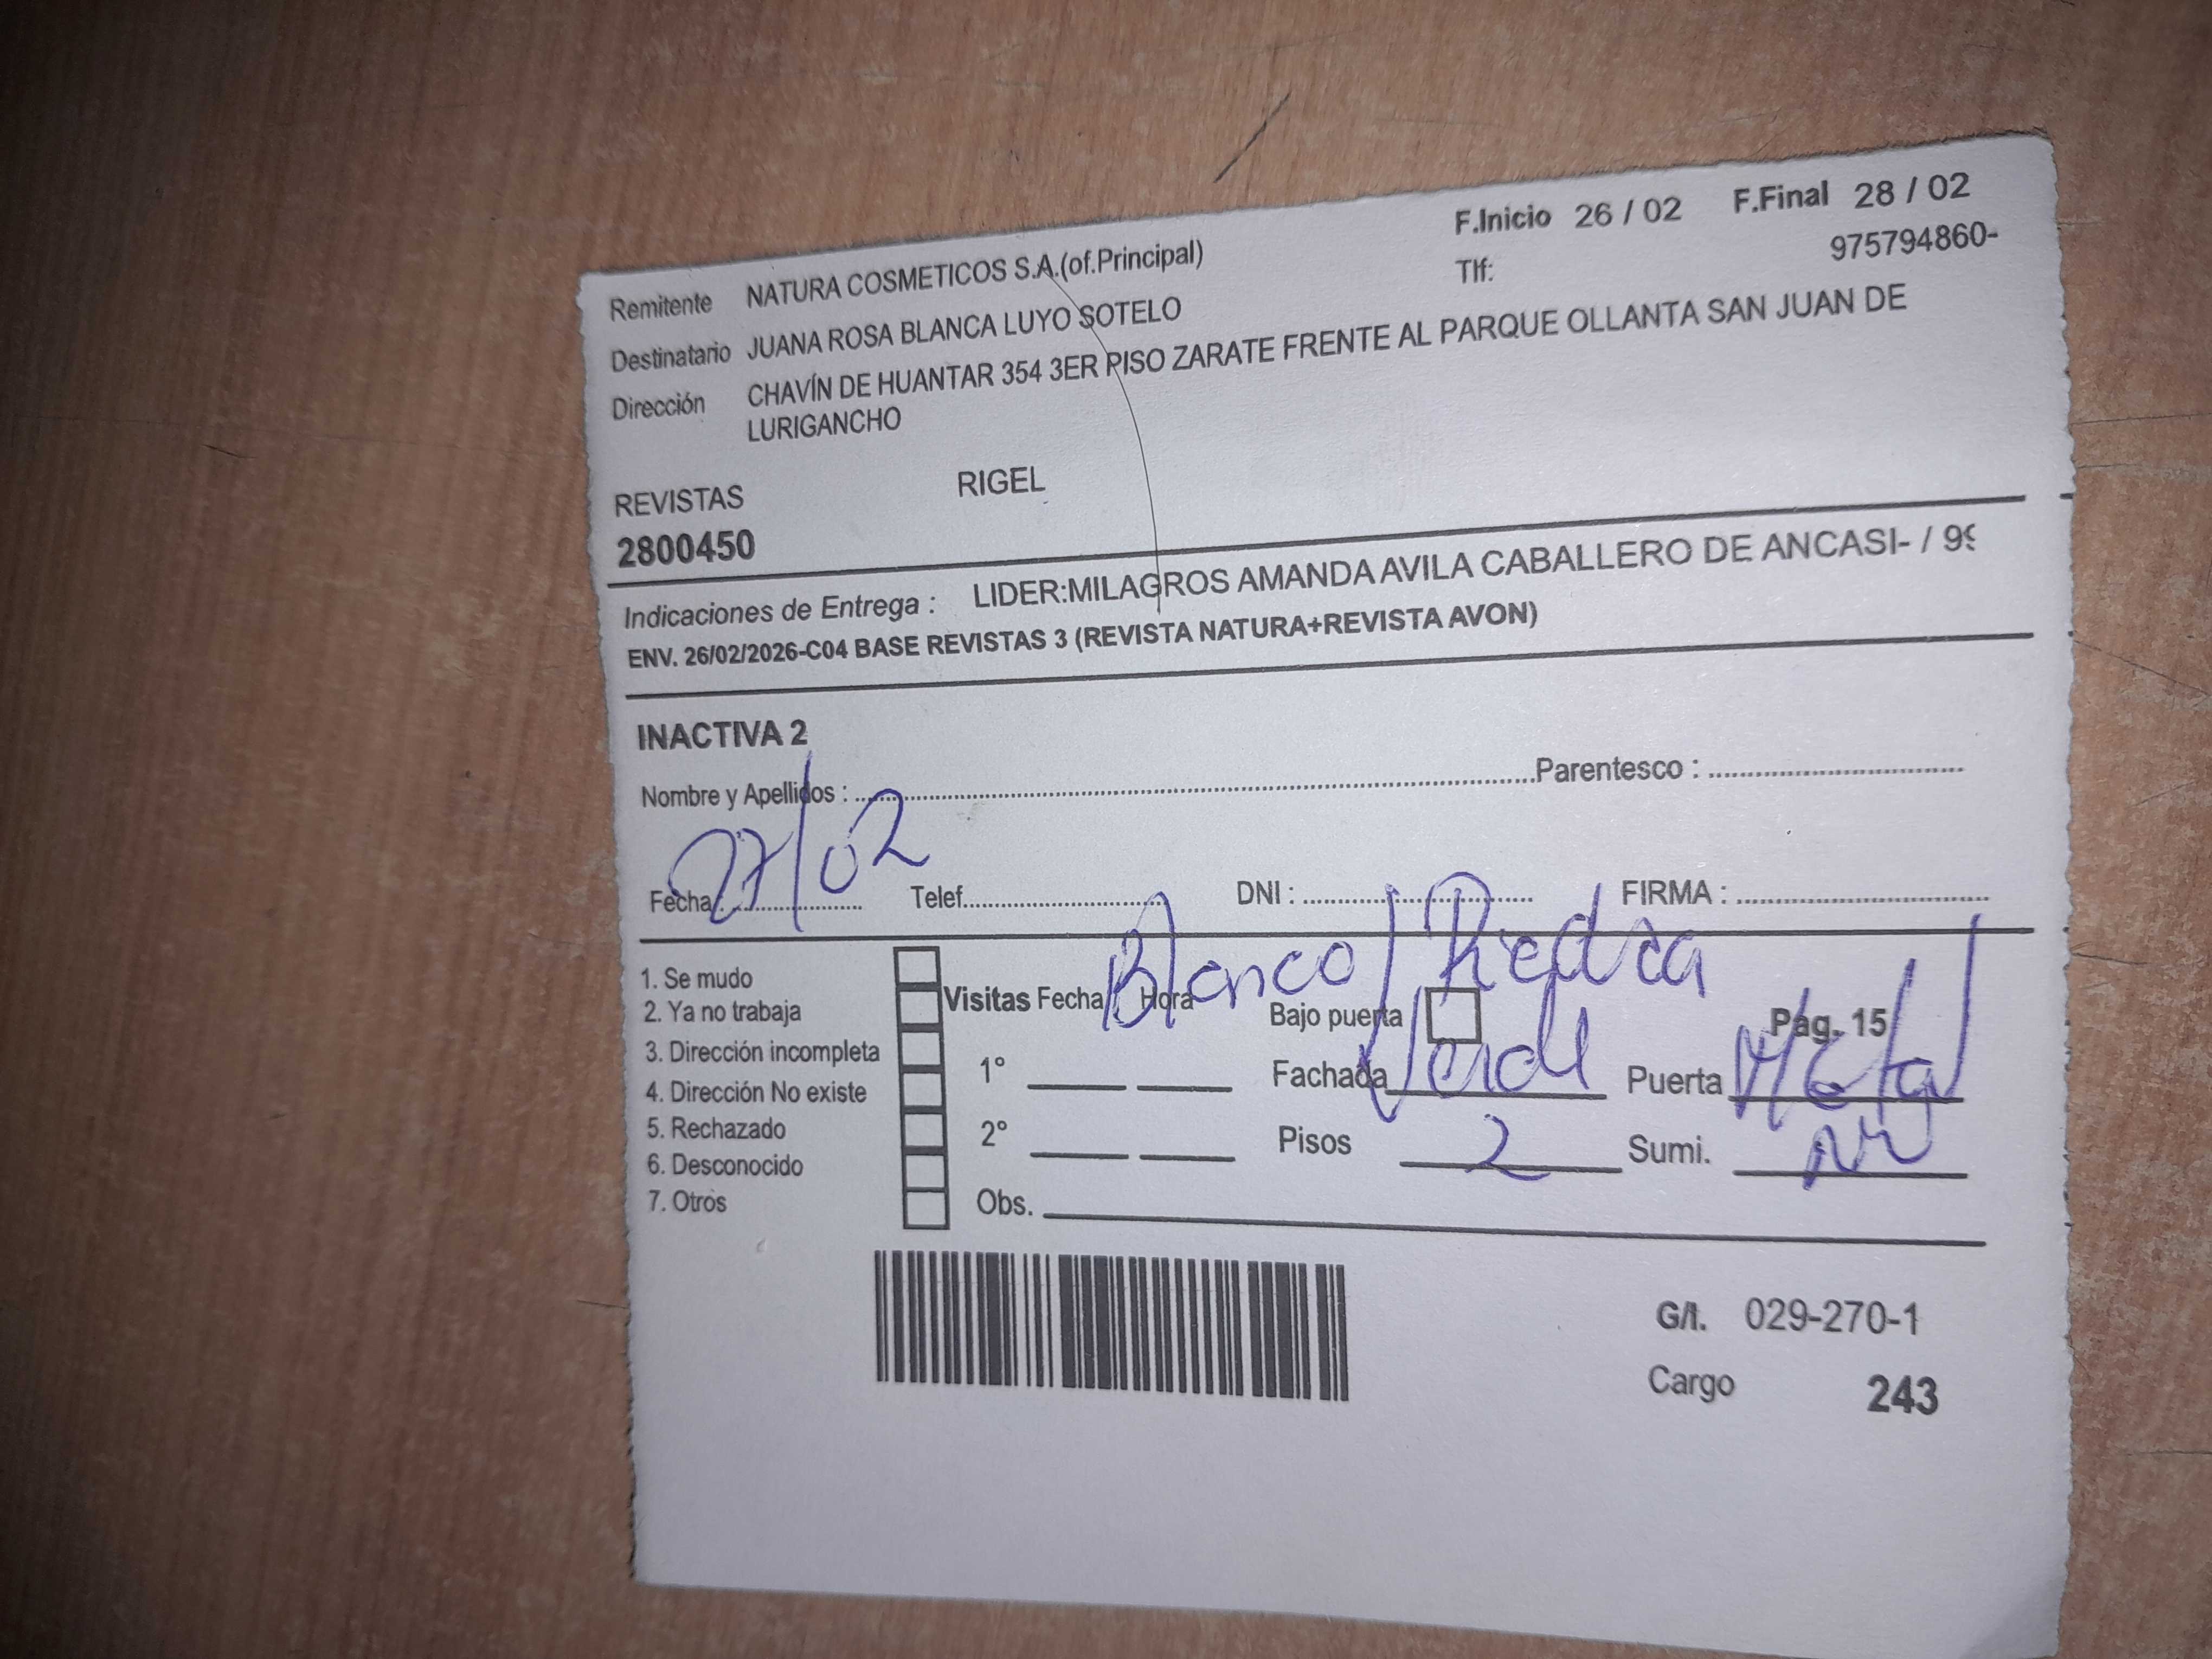 F.Inicio 26 / 02 F.Final 28 / 02
Remitente NATURA COSMETICOS S.A.(of.Principal) Tlf: 975794860-
Destinatario JUANA ROSA BLANCA LUYO SOTELO
Dirección CHAVÍN DE HUANTAR 354 3ER PISO ZARATE FRENTE AL PARQUE OLLANTA SAN JUAN DE
LURIGANCHO
REVISTAS RIGEL
2800450
Indicaciones de Entrega : LIDER:MILAGROS AMANDA AVILA CABALLERO DE ANCASI- / 99
ENV. 26/02/2026-C04 BASE REVISTAS 3 (REVISTA NATURA+REVISTA AVON)
INACTIVA 2
Nombre y Apellidos : Parentesco :
Fecha: 27/02 Telef. DNI : FIRMA :
Blanco/Piedra
1. Se mudo
2. Ya no trabaja Visitas Fecha / Hora Bajo puerta Pag. 15
3. Dirección incompleta
4. Dirección No existe 1° Fachada Verde Puerta Metal
5. Rechazado 2° Pisos 2 Sumi.
6. Desconocido
7. Otros Obs.
G/I. 029-270-1
Cargo 243